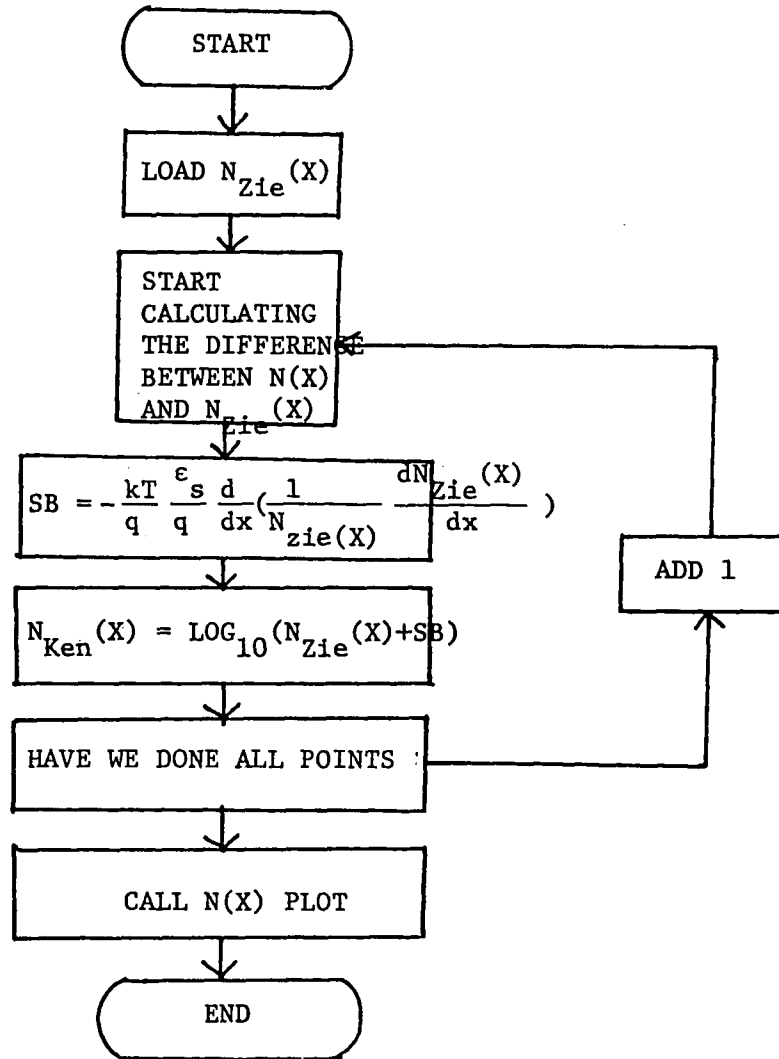 START
LOAD N_Zie(X)
START
CALCULATING
THE DIFFERENSE
BETWEEN N(X)
AND N_Zie(X)
SB = - kT/q ε_s/q d/dx (1/N_zie(X) dN_Zie(X)/dx )
N_Ken(X) = LOG_10(N_Zie(X)+SB)
ADD 1
HAVE WE DONE ALL POINTS :
CALL N(X) PLOT
END